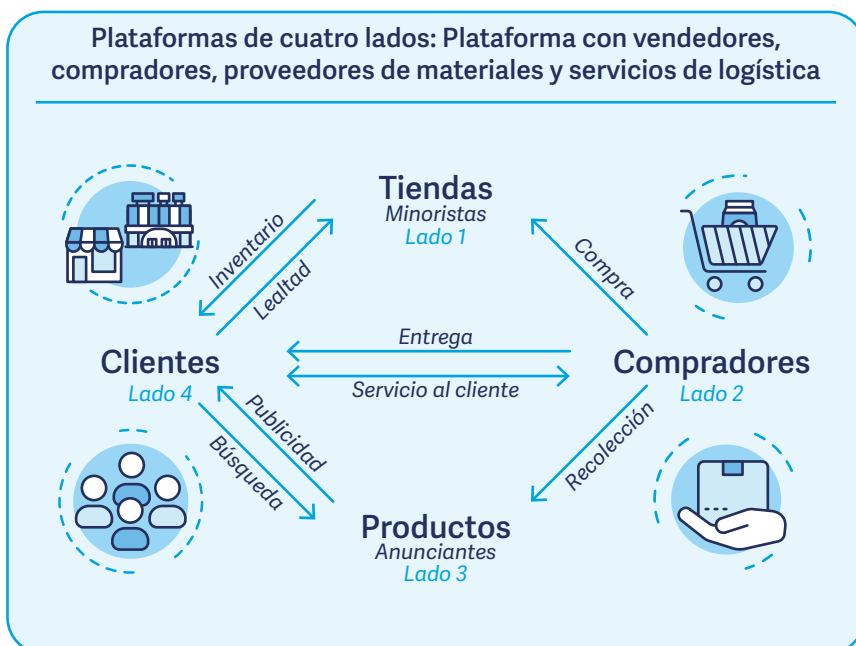 Plataformas de cuatro lados: Plataforma con vendedores,
compradores, proveedores de materiales y servicios de logística
Tiendas
Minoristas
Lado 1
Inventario
Lealtad
Compra
Clientes
Lado 4
Entrega
Servicio al cliente
Compradores
Lado 2
Publicidad
Búsqueda
Recolección
Productos
Anunciantes
Lado 3